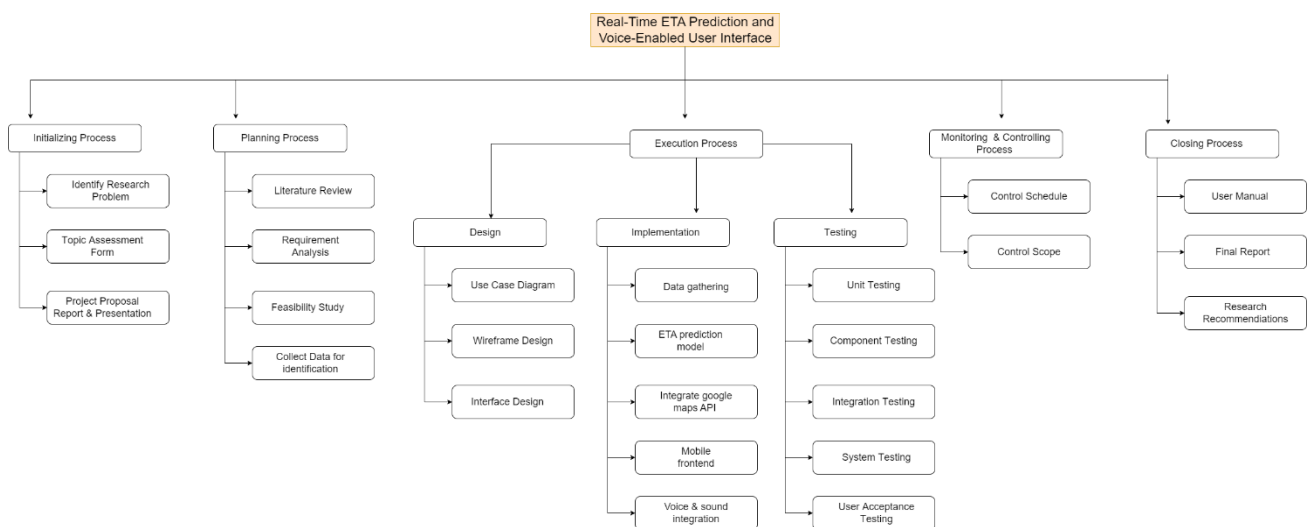 Real-Time ETA Prediction and
Voice-Enabled User Interface
Initializing Process
Identify Research
Problem
Topic Assessment
Form
Project Proposal
Report & Presentation
Planning Process
Literature Review
Requirement
Analysis
Feasibility Study
Collect Data for
identification
Execution Process
Design
Use Case Diagram
Wireframe Design
Interface Design
Implementation
Data gathering
ETA prediction
model
Integrate google
maps API
Mobile
frontend
Voice & sound
integration
Testing
Unit Testing
Component Testing
Integration Testing
System Testing
User Acceptance
Testing
Monitoring & Controlling
Process
Control Schedule
Control Scope
Closing Process
User Manual
Final Report
Research
Recommendations